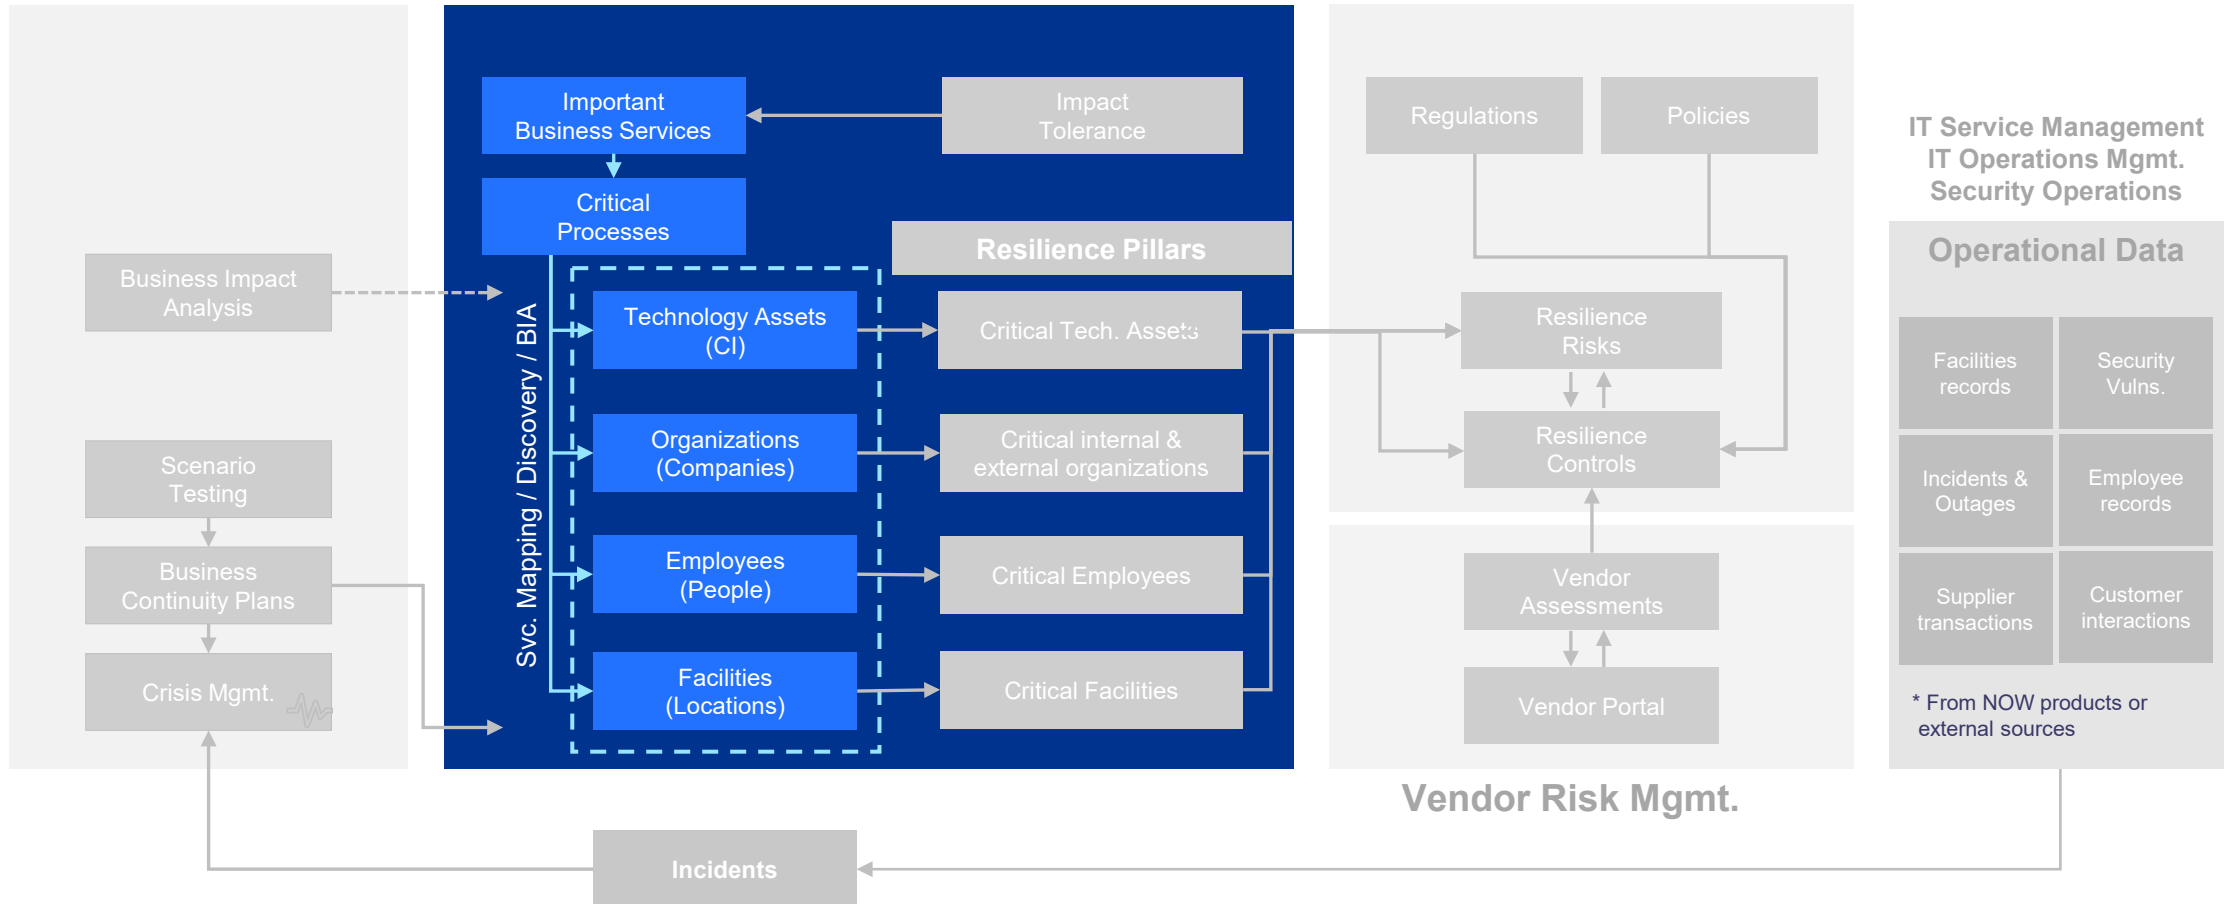 Business Impact
Analysis
Scenario
Testing
Business
Continuity Plans
Crisis Mgmt.
Important
Business Services
Impact
Tolerance
Critical
Processes
Resilience Pillars
Svc. Mapping / Discovery / BIA
Technology Assets
(CI)
Critical Tech. Assets
Organizations
(Companies)
Critical internal &
external organizations
Employees
(People)
Critical Employees
Facilities
(Locations)
Critical Facilities
Regulations
Policies
Resilience
Risks
Resilience
Controls
Vendor
Assessments
Vendor Portal
Vendor Risk Mgmt.
IT Service Management
IT Operations Mgmt.
Security Operations
Operational Data
Facilities
records
Security
Vulns.
Incidents &
Outages
Employee
records
Supplier
transactions
Customer
interactions
* From NOW products or
external sources
Incidents